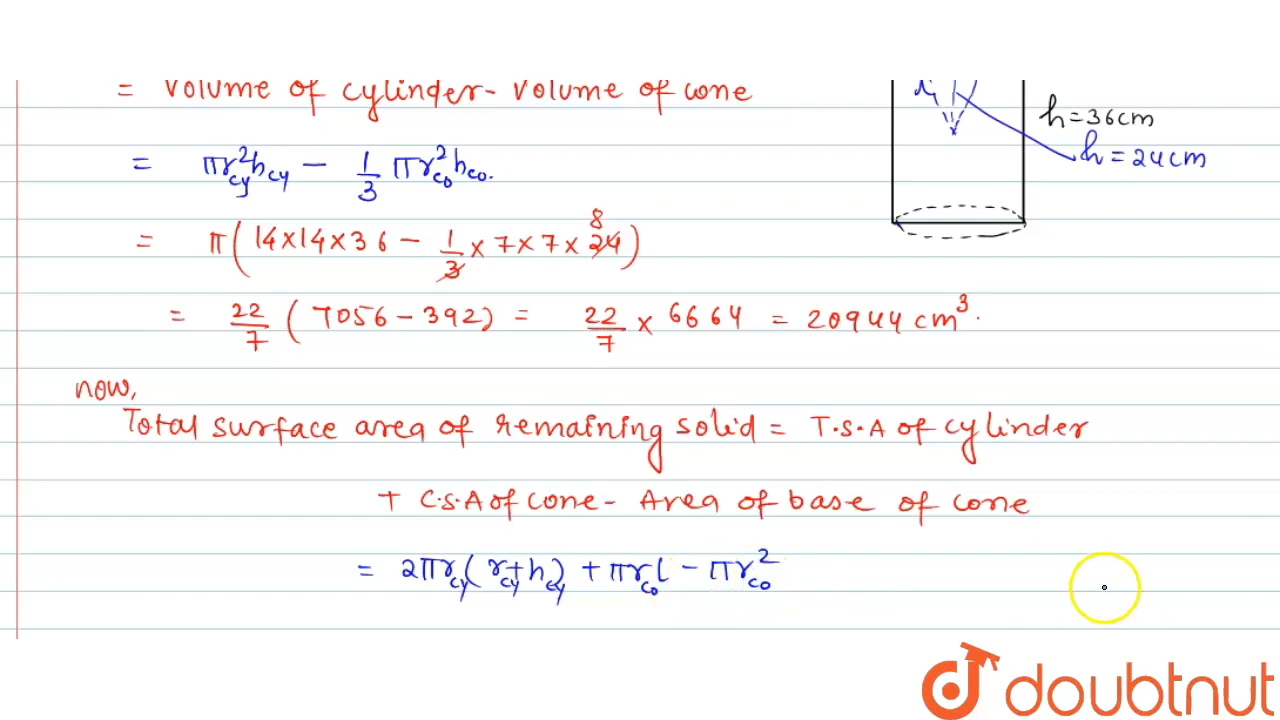 = Volume of cylinder - Volume of cone
h = 36cm
h = 24cm
= πr²cy hcy - 1/3 πr²co hco.
= π(14×14×36 - 1/3 × 7×7×24) 8
= 22/7 (7056 - 392) = 22/7 × 6664 = 20944 cm³.
now,
Total surface area of remaining solid = T.S.A of cylinder
+ C.S.A of cone - Area of base of cone
= 2πrcy(rcy + hcy) + πrco l - πrco²
doubtnut